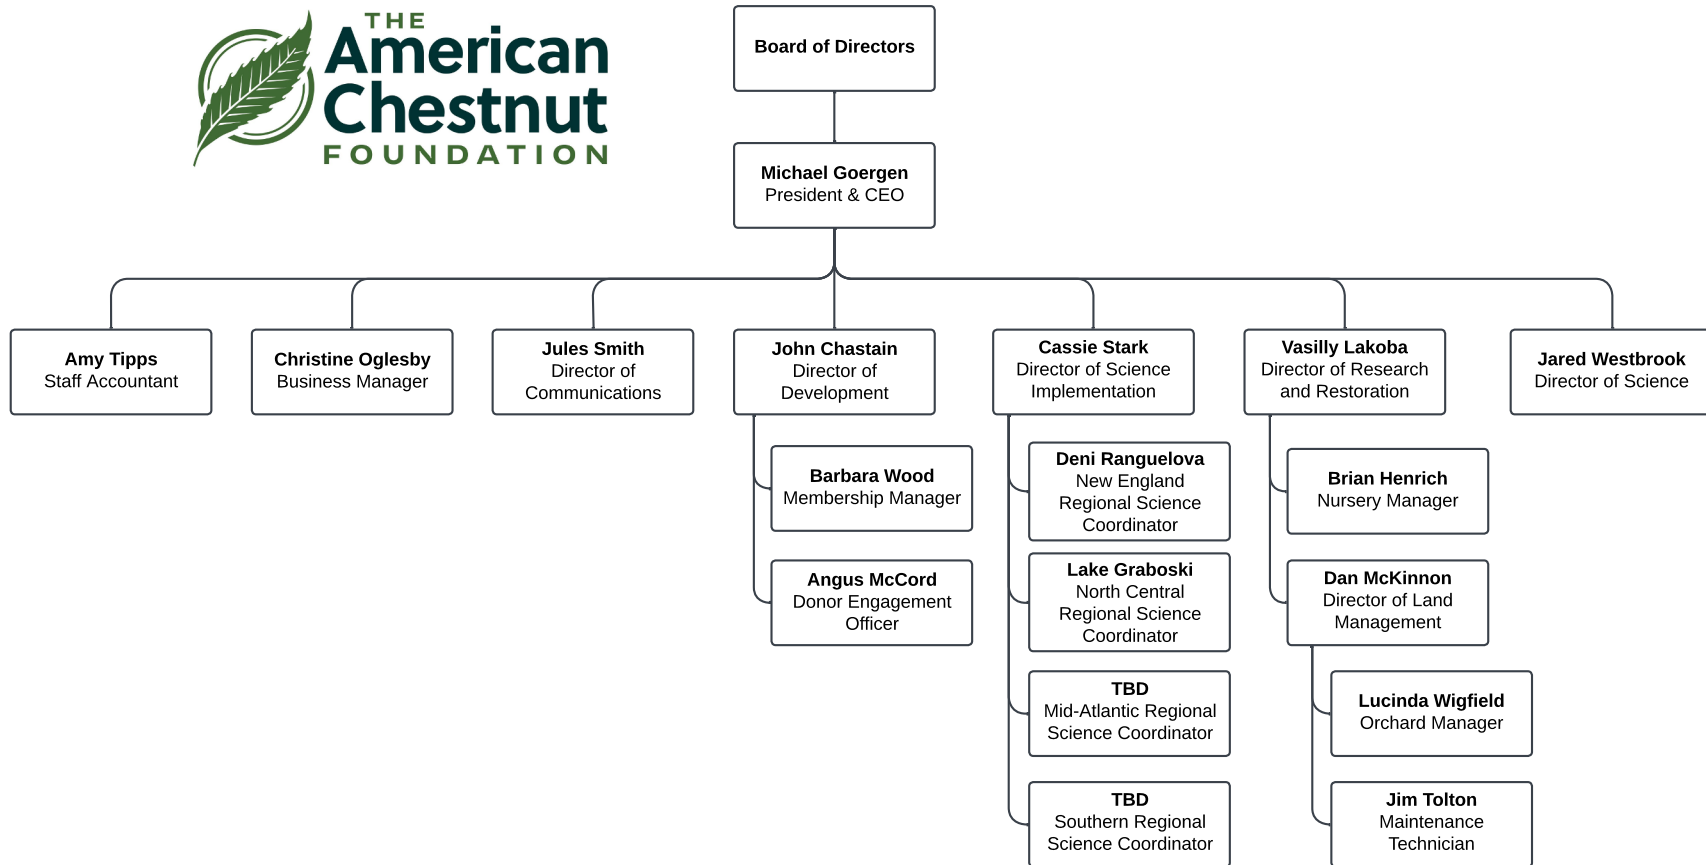 THE
American
Chestnut
FOUNDATION
Board of Directors
Michael Goergen
President & CEO
Amy Tipps
Staff Accountant
Christine Oglesby
Business Manager
Jules Smith
Director of
Communications
John Chastain
Director of
Development
Cassie Stark
Director of Science
Implementation
Vasilly Lakoba
Director of Research
and Restoration
Jared Westbrook
Director of Science
Barbara Wood
Membership Manager
Angus McCord
Donor Engagement
Officer
Deni Ranguelova
New England
Regional Science
Coordinator
Lake Graboski
North Central
Regional Science
Coordinator
TBD
Mid-Atlantic Regional
Science Coordinator
TBD
Southern Regional
Science Coordinator
Brian Henrich
Nursery Manager
Dan McKinnon
Director of Land
Management
Lucinda Wigfield
Orchard Manager
Jim Tolton
Maintenance
Technician